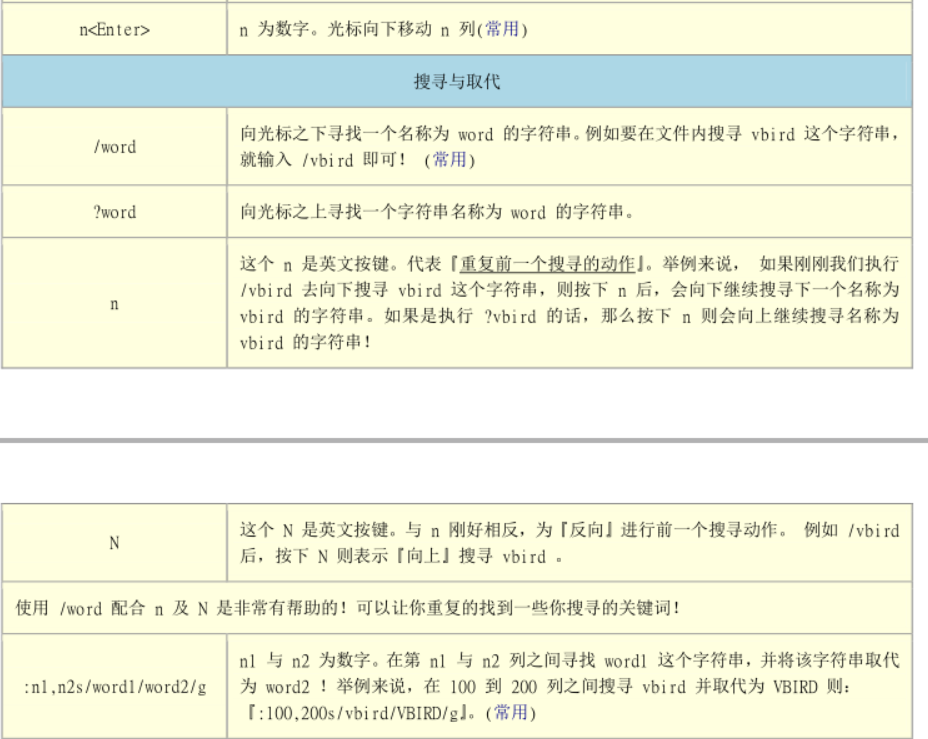 n<Enter>
n 为数字。光标向下移动 n 列(常用)
搜寻与取代
/word
向光标之下寻找一个名称为 word 的字符串。例如要在文件内搜寻 vbird 这个字符串，
就输入 /vbird 即可！ (常用)
?word
向光标之上寻找一个字符串名称为 word 的字符串。
n
这个 n 是英文按键。代表『重复前一个搜寻的动作』。举例来说， 如果刚刚我们执行
/vbird 去向下搜寻 vbird 这个字符串，则按下 n 后，会向下继续搜寻下一个名称为
vbird 的字符串。如果是执行 ?vbird 的话，那么按下 n 则会向上继续搜寻名称为
vbird 的字符串！
N
这个 N 是英文按键。与 n 刚好相反，为『反向』进行前一个搜寻动作。 例如 /vbird
后，按下 N 则表示『向上』搜寻 vbird 。
使用 /word 配合 n 及 N 是非常有帮助的！可以让你重复的找到一些你搜寻的关键词！
:n1,n2s/word1/word2/g
n1 与 n2 为数字。在第 n1 与 n2 列之间寻找 word1 这个字符串，并将该字符串取代
为 word2 ！举例来说，在 100 到 200 列之间搜寻 vbird 并取代为 VBIRD 则：
『:100,200s/vbird/VBIRD/g』。(常用)